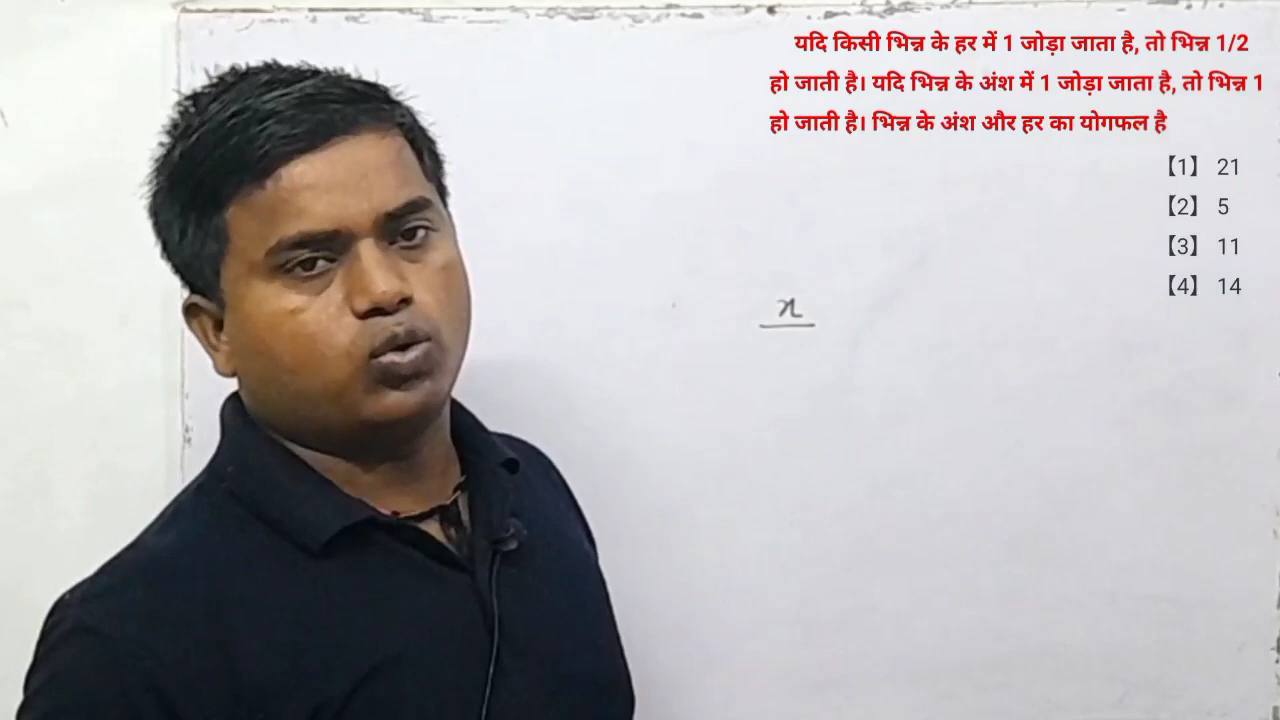 यदि किसी भिन्न के हर में 1 जोड़ा जाता है, तो भिन्न 1/2
हो जाती है। यदि भिन्न के अंश में 1 जोड़ा जाता है, तो भिन्न 1
हो जाती है। भिन्न के अंश और हर का योगफल है
【1】 21
【2】 5
【3】 11
【4】 14
x